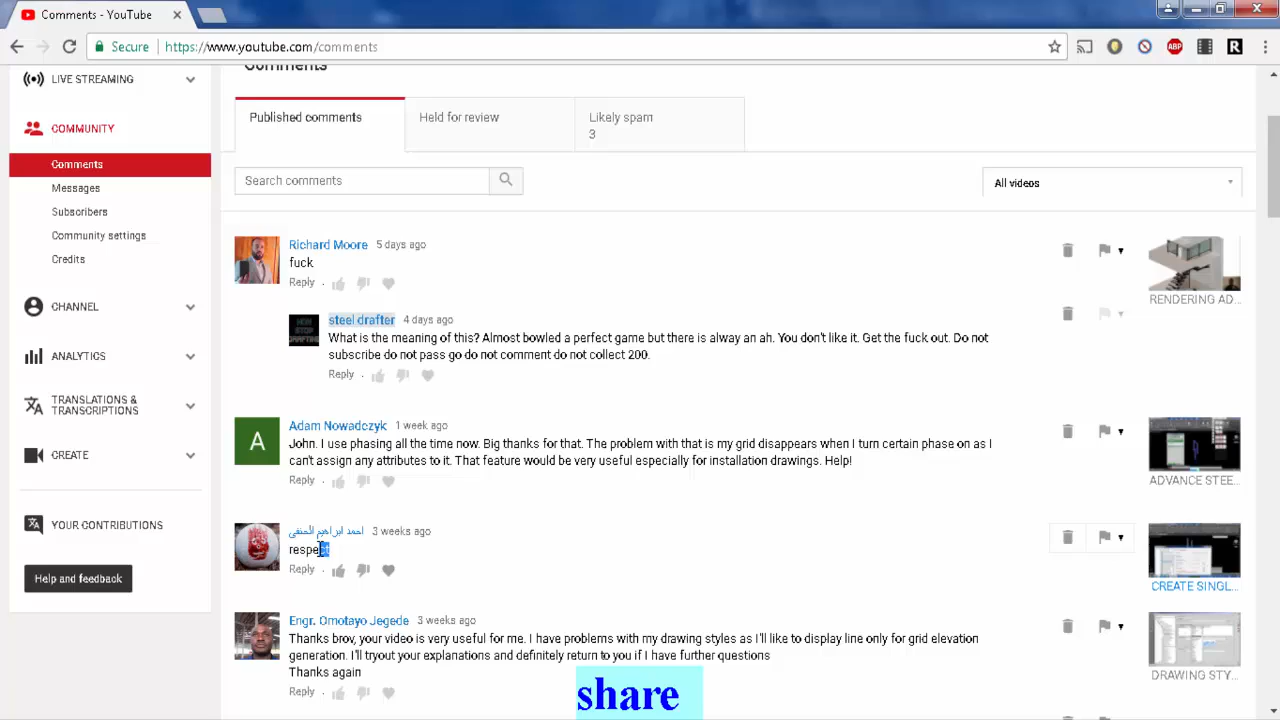 Comments - YouTube
Secure https://www.youtube.com/comments
ABP
R
Comments
LIVE STREAMING
COMMUNITY
Comments
Messages
Subscribers
Community settings
Credits
CHANNEL
ANALYTICS
TRANSLATIONS &
TRANSCRIPTIONS
CREATE
YOUR CONTRIBUTIONS
Help and feedback
Published comments
Held for review
Likely spam
3
Search comments
All videos
Richard Moore 5 days ago
fuck
Reply
RENDERING AD...
NON
STOP
DRAFTING
steel drafter 4 days ago
What is the meaning of this? Almost bowled a perfect game but there is alway an ah. You don't like it. Get the fuck out. Do not
subscribe do not pass go do not comment do not collect 200.
Reply
A
Adam Nowadczyk 1 week ago
John. I use phasing all the time now. Big thanks for that. The problem with that is my grid disappears when I turn certain phase on as I
can't assign any attributes to it. That feature would be very useful especially for installation drawings. Help!
Reply
ADVANCE STEE...
احمد ابراهيم الحنفى 3 weeks ago
respect
Reply
CREATE SINGL...
Engr. Omotayo Jegede 3 weeks ago
Thanks brov, your video is very useful for me. I have problems with my drawing styles as I'll like to display line only for grid elevation
generation. I'll tryout your explanations and definitely return to you if I have further questions
Thanks again
Reply
DRAWING STY...
share